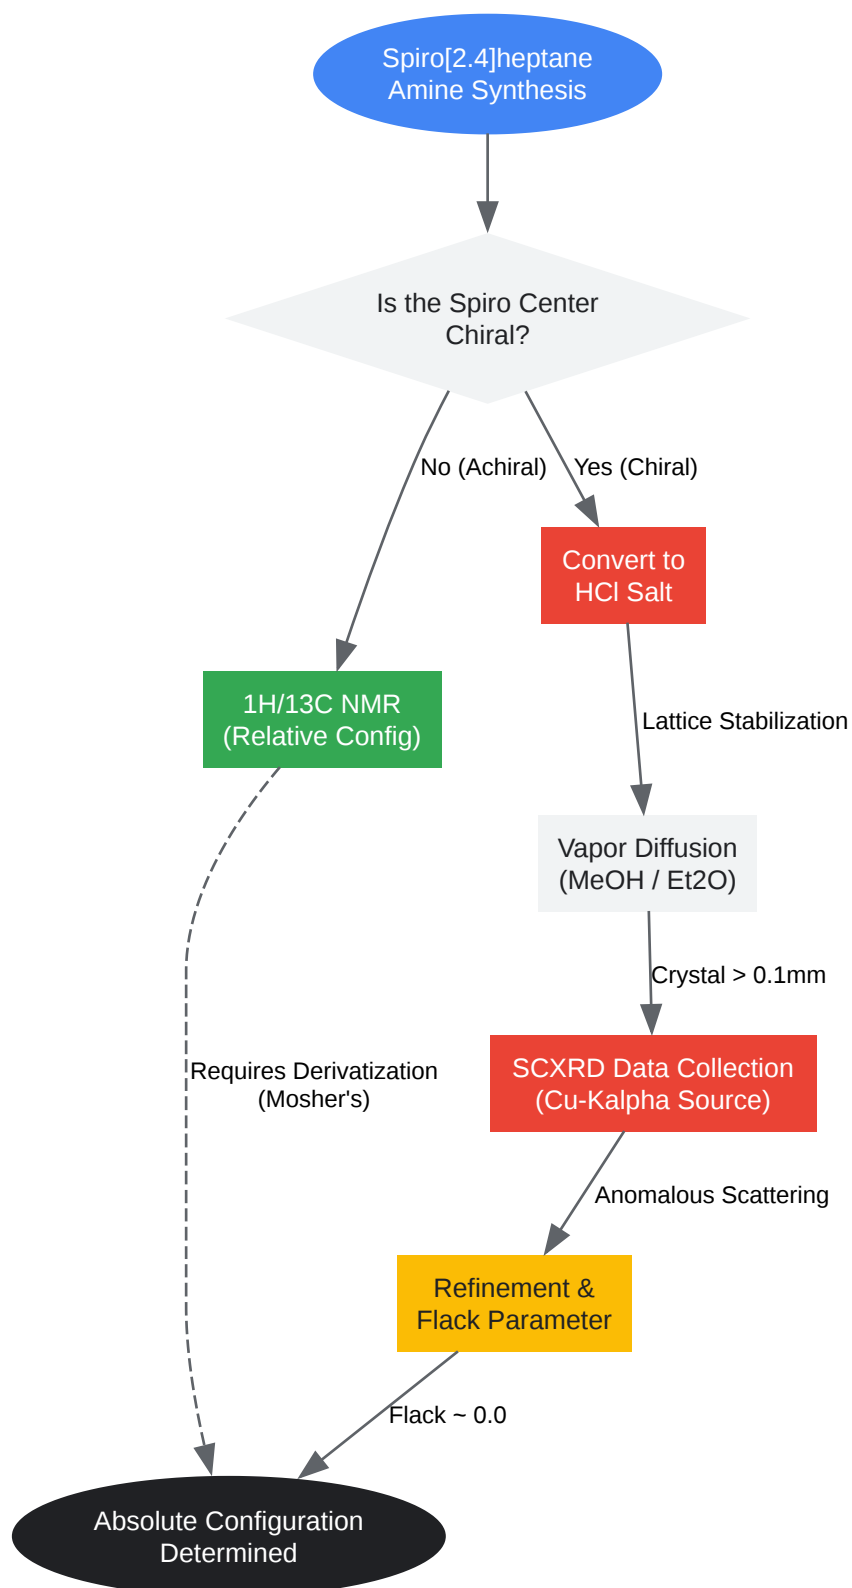 Spiro[2.4]heptane
Amine Synthesis
Is the Spiro Center
Chiral?
No (Achiral)
Yes (Chiral)
Convert to
HCl Salt
1H/13C NMR
(Relative Config)
Lattice Stabilization
Vapor Diffusion
(MeOH / Et2O)
Crystal > 0.1mm
SCXRD Data Collection
(Cu-Kalpha Source)
Requires Derivatization
(Mosher's)
Anomalous Scattering
Refinement &
Flack Parameter
Flack ~ 0.0
Absolute Configuration
Determined